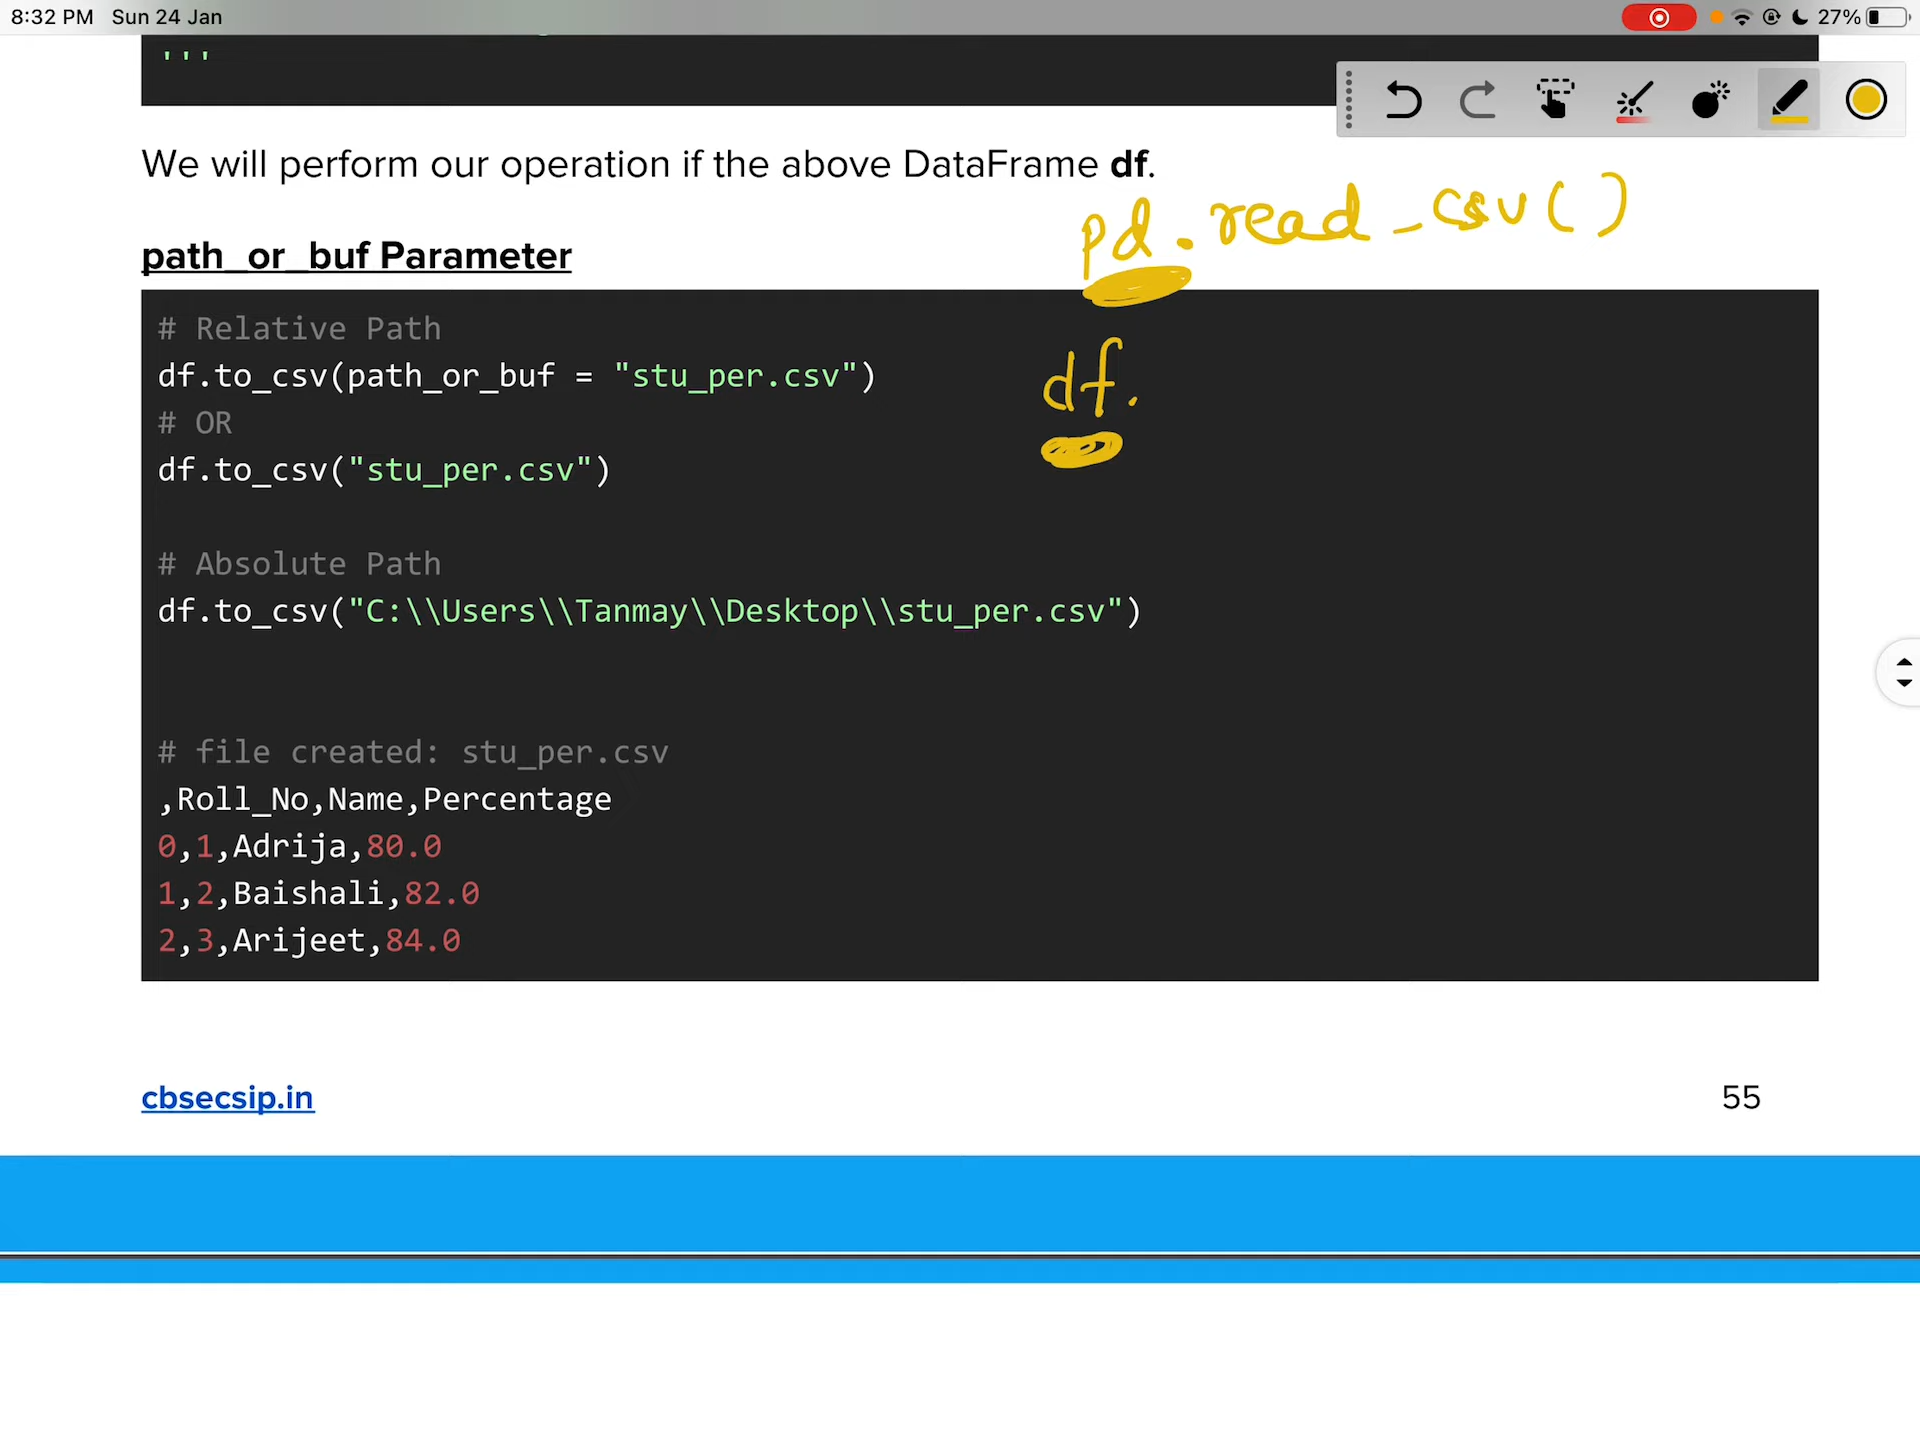 8:32 PM Sun 24 Jan 27%
'''
We will perform our operation if the above DataFrame df.
pd.read_csv()
path_or_buf Parameter
# Relative Path
df.to_csv(path_or_buf = "stu_per.csv")
df.
# OR
df.to_csv("stu_per.csv")
# Absolute Path
df.to_csv("C:\\Users\\Tanmay\\Desktop\\stu_per.csv")
# file created: stu_per.csv
,Roll_No,Name,Percentage
0,1,Adrija,80.0
1,2,Baishali,82.0
2,3,Arijeet,84.0
cbsecsip.in 55